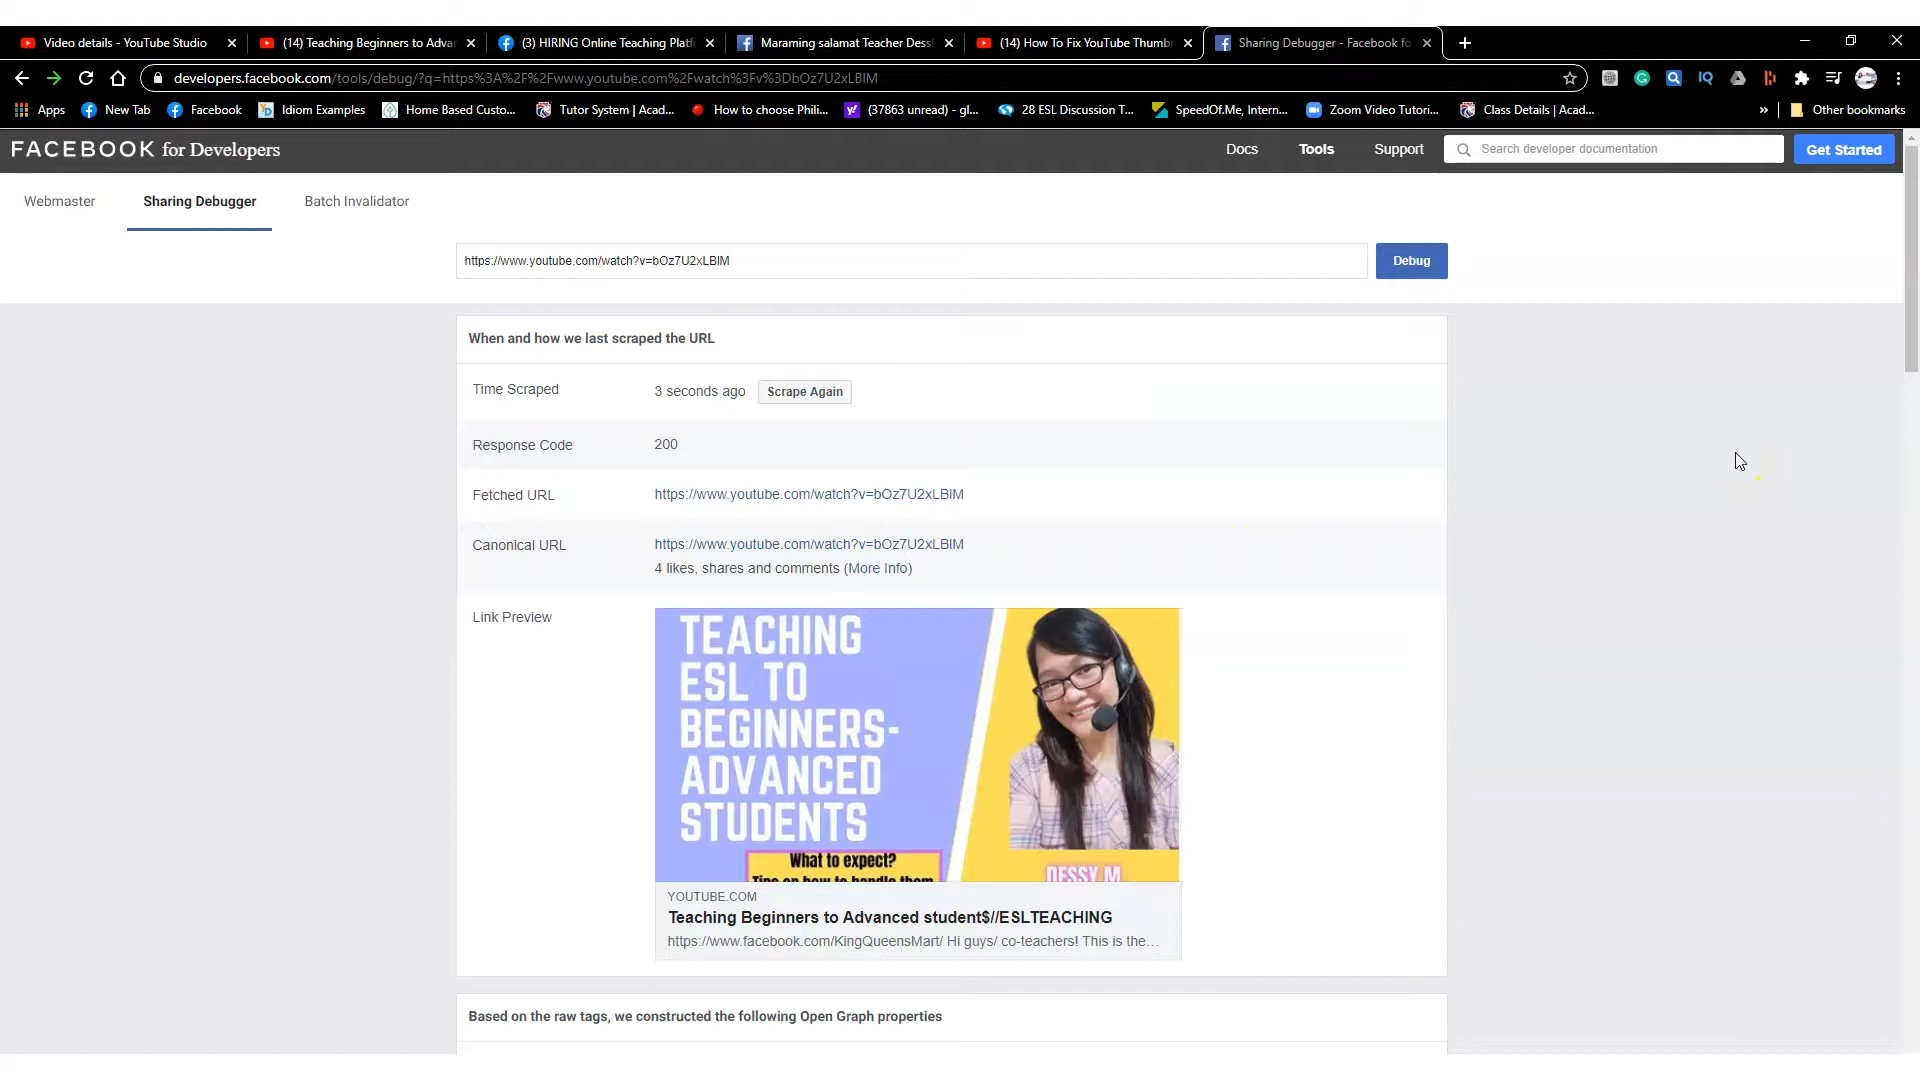 Video details - YouTube Studio
(14) Teaching Beginners to Adva
(3) HIRING Online Teaching Platf
Maraming salamat Teacher Dess!
(14) How To Fix YouTube Thumbn
Sharing Debugger - Facebook fo
developers.facebook.com/tools/debug/?q=https%3A%2F%2Fwww.youtube.com%2Fwatch%3Fv%3DbOz7U2xLBIM
Apps
New Tab
Facebook
Idiom Examples
Home Based Custo...
Tutor System | Acad...
How to choose Phili...
(37863 unread) - gl...
28 ESL Discussion T...
SpeedOf.Me, Intern...
Zoom Video Tutori...
Class Details | Acad...
»
Other bookmarks
FACEBOOK for Developers
Docs
Tools
Support
Search developer documentation
Get Started
Webmaster
Sharing Debugger
Batch Invalidator
https://www.youtube.com/watch?v=bOz7U2xLBIM
Debug
When and how we last scraped the URL
Time Scraped
3 seconds ago
Scrape Again
Response Code
200
Fetched URL
https://www.youtube.com/watch?v=bOz7U2xLBIM
Canonical URL
https://www.youtube.com/watch?v=bOz7U2xLBIM
4 likes, shares and comments (More Info)
Link Preview
TEACHING
ESL TO
BEGINNERS-
ADVANCED
STUDENTS
What to expect?
Tips on how to handle them
DESSY M
YOUTUBE.COM
Teaching Beginners to Advanced student$//ESLTEACHING
https://www.facebook.com/KingQueensMart/ Hi guys/ co-teachers! This is the...
Based on the raw tags, we constructed the following Open Graph properties